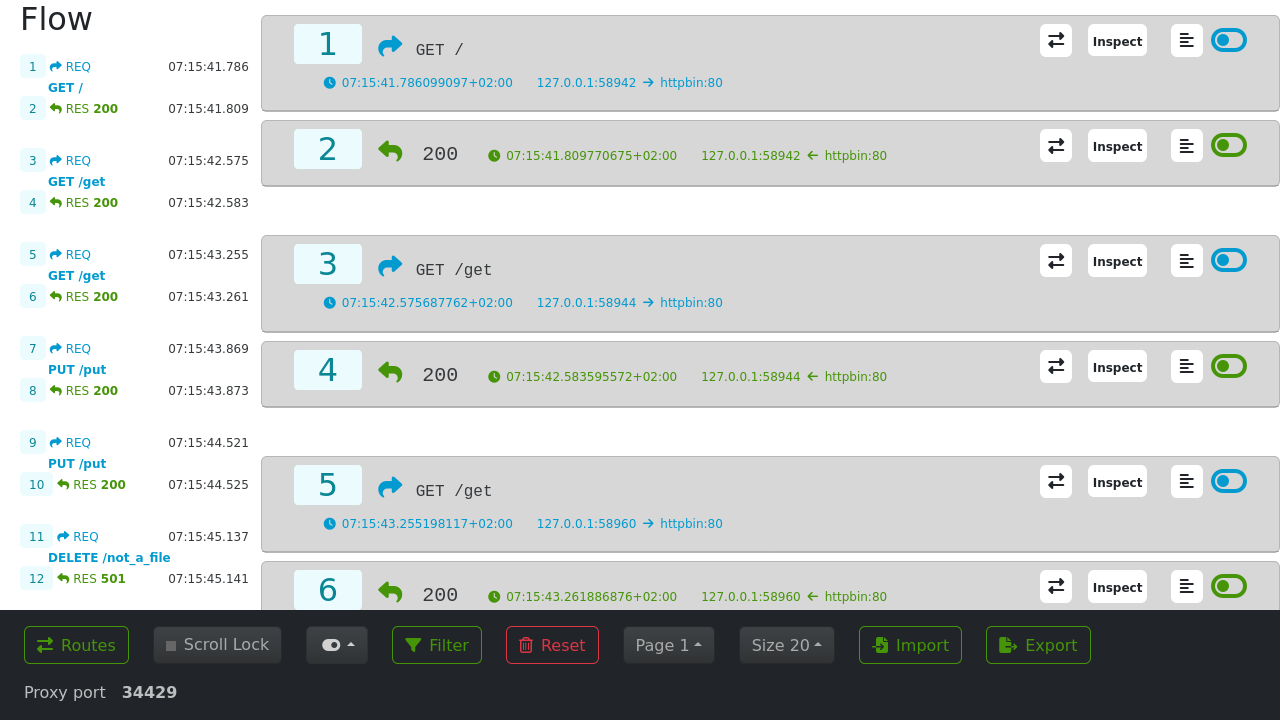 Flow
1 REQ 07:15:41.786
GET /
2 RES 200 07:15:41.809
3 REQ 07:15:42.575
GET /get
4 RES 200 07:15:42.583
5 REQ 07:15:43.255
GET /get
6 RES 200 07:15:43.261
7 REQ 07:15:43.869
PUT /put
8 RES 200 07:15:43.873
9 REQ 07:15:44.521
PUT /put
10 RES 200 07:15:44.525
11 REQ 07:15:45.137
DELETE /not_a_file
12 RES 501 07:15:45.141
1 GET / Inspect
07:15:41.786099097+02:00 127.0.0.1:58942 → httpbin:80
2 200 07:15:41.809770675+02:00 127.0.0.1:58942 ← httpbin:80 Inspect
3 GET /get Inspect
07:15:42.575687762+02:00 127.0.0.1:58944 → httpbin:80
4 200 07:15:42.583595572+02:00 127.0.0.1:58944 ← httpbin:80 Inspect
5 GET /get Inspect
07:15:43.255198117+02:00 127.0.0.1:58960 → httpbin:80
6 200 07:15:43.261886876+02:00 127.0.0.1:58960 ← httpbin:80 Inspect
Routes Scroll Lock Filter Reset Page 1 Size 20 Import Export
Proxy port 34429